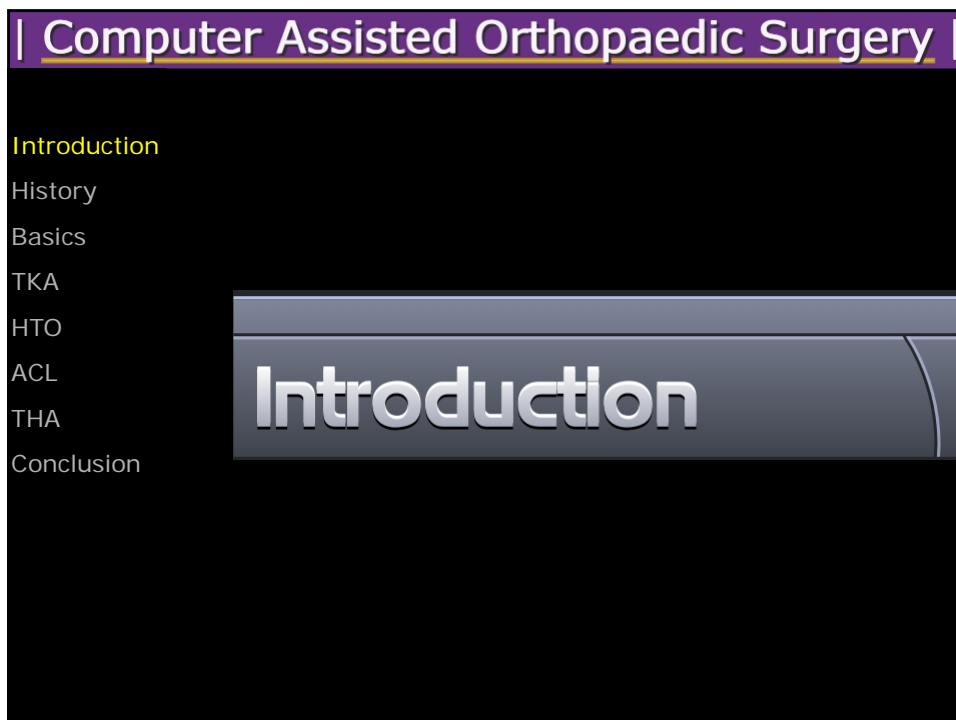 | Computer Assisted Orthopaedic Surgery |
Introduction
History
Basics
TKA
HTO
ACL
THA
Conclusion
Introduction